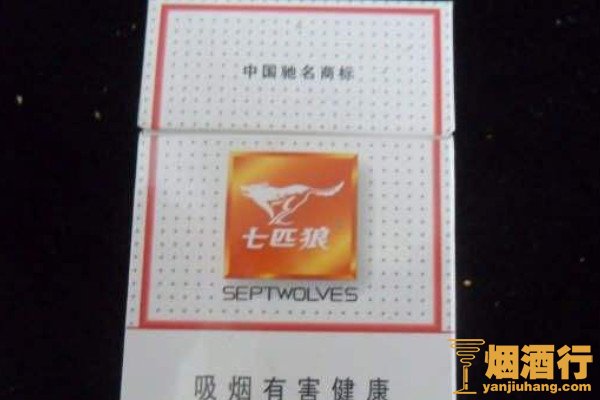 中国驰名商标
七匹狼
SEPTWOLVES
吸烟有害健康
烟酒行
yanjiuhang.com